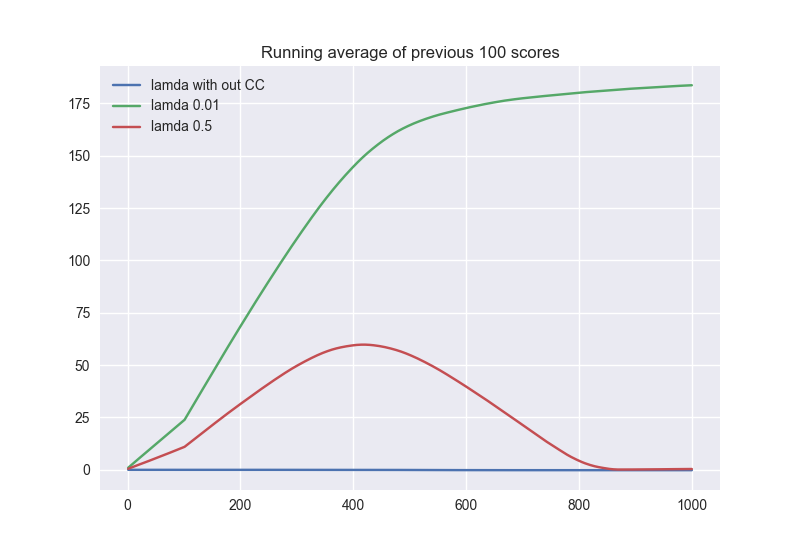 Running average of previous 100 scores
lamda with out CC
lamda 0.01
lamda 0.5
175
150
125
100
75
50
25
0
0 200 400 600 800 1000